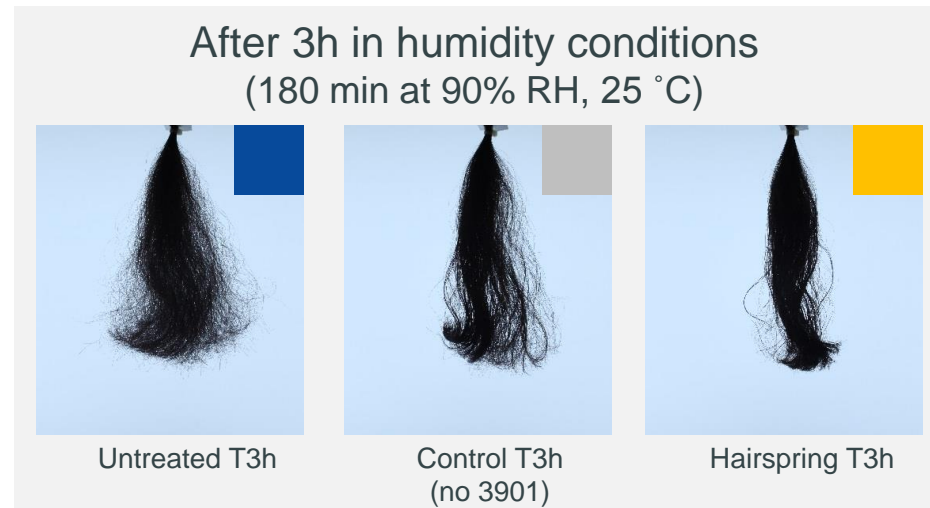 After 3h in humidity conditions
(180 min at 90% RH, 25 ˚C)
Untreated T3h
Control T3h
(no 3901)
Hairspring T3h